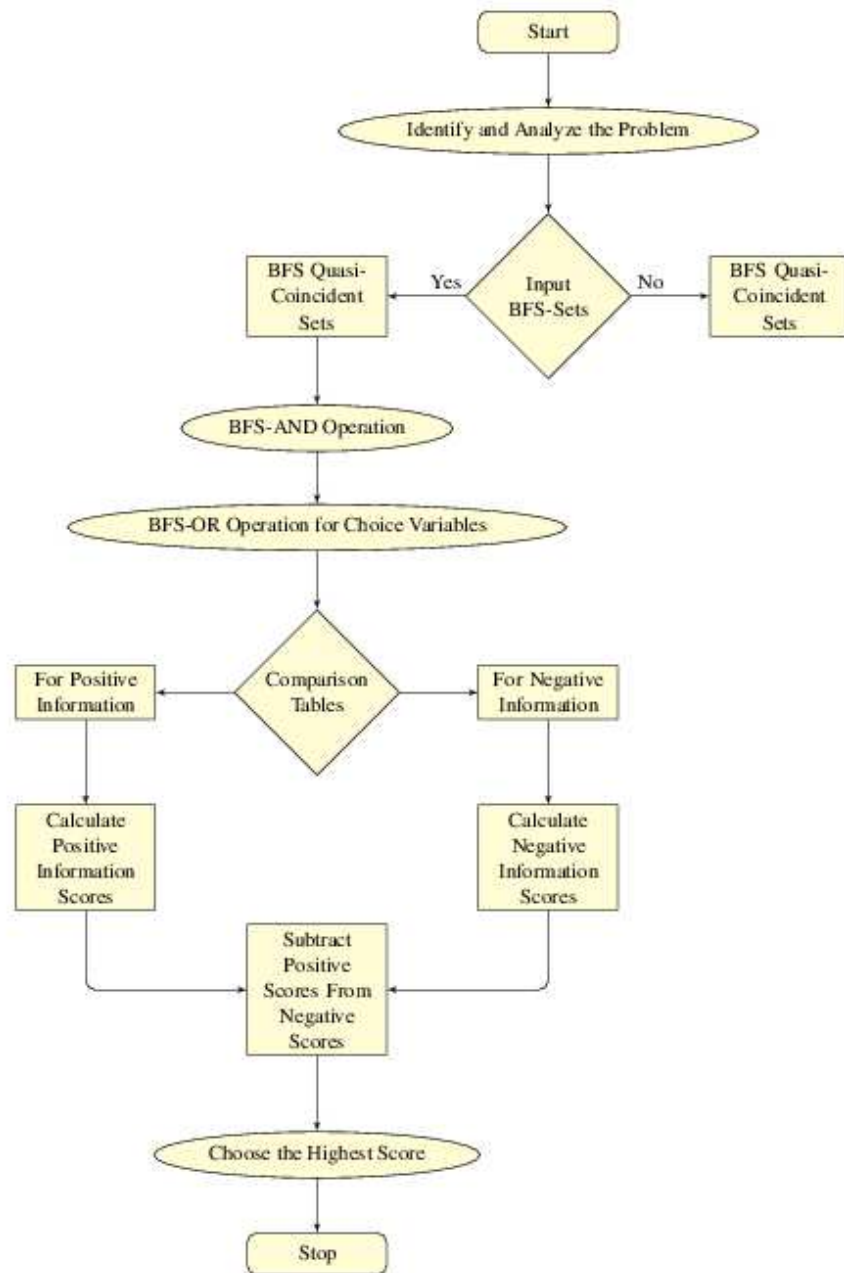 Start
Identify and Analyze the Problem
BFS Quasi-
Coincident
Sets
Yes
Input
BFS-Sets
No
BFS Quasi-
Coincident
Sets
BFS-AND Operation
BFS-OR Operation for Choice Variables
For Positive
Information
Comparison
Tables
For Negative
Information
Calculate
Positive
Information
Scores
Calculate
Negative
Information
Scores
Subtract
Positive
Scores From
Negative
Scores
Choose the Highest Score
Stop